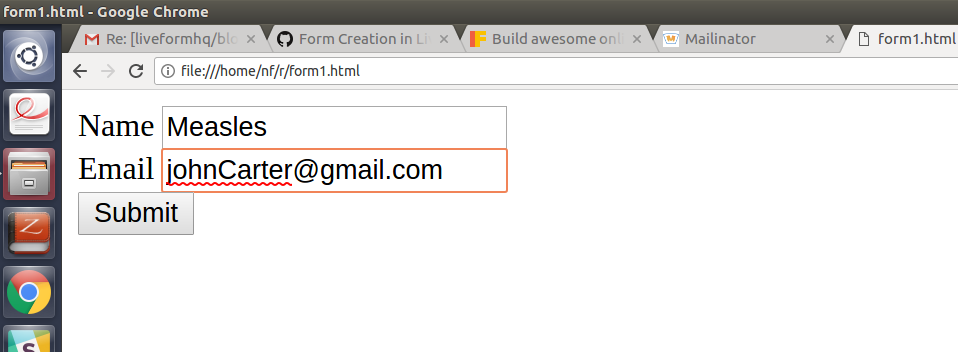 form1.html - Google Chrome
Re: [liveformhq/blo
Form Creation in Li
Build awesome onl
Mailinator
form1.html
file:///home/nf/r/form1.html
Name Measles
Email johnCarter@gmail.com
Submit